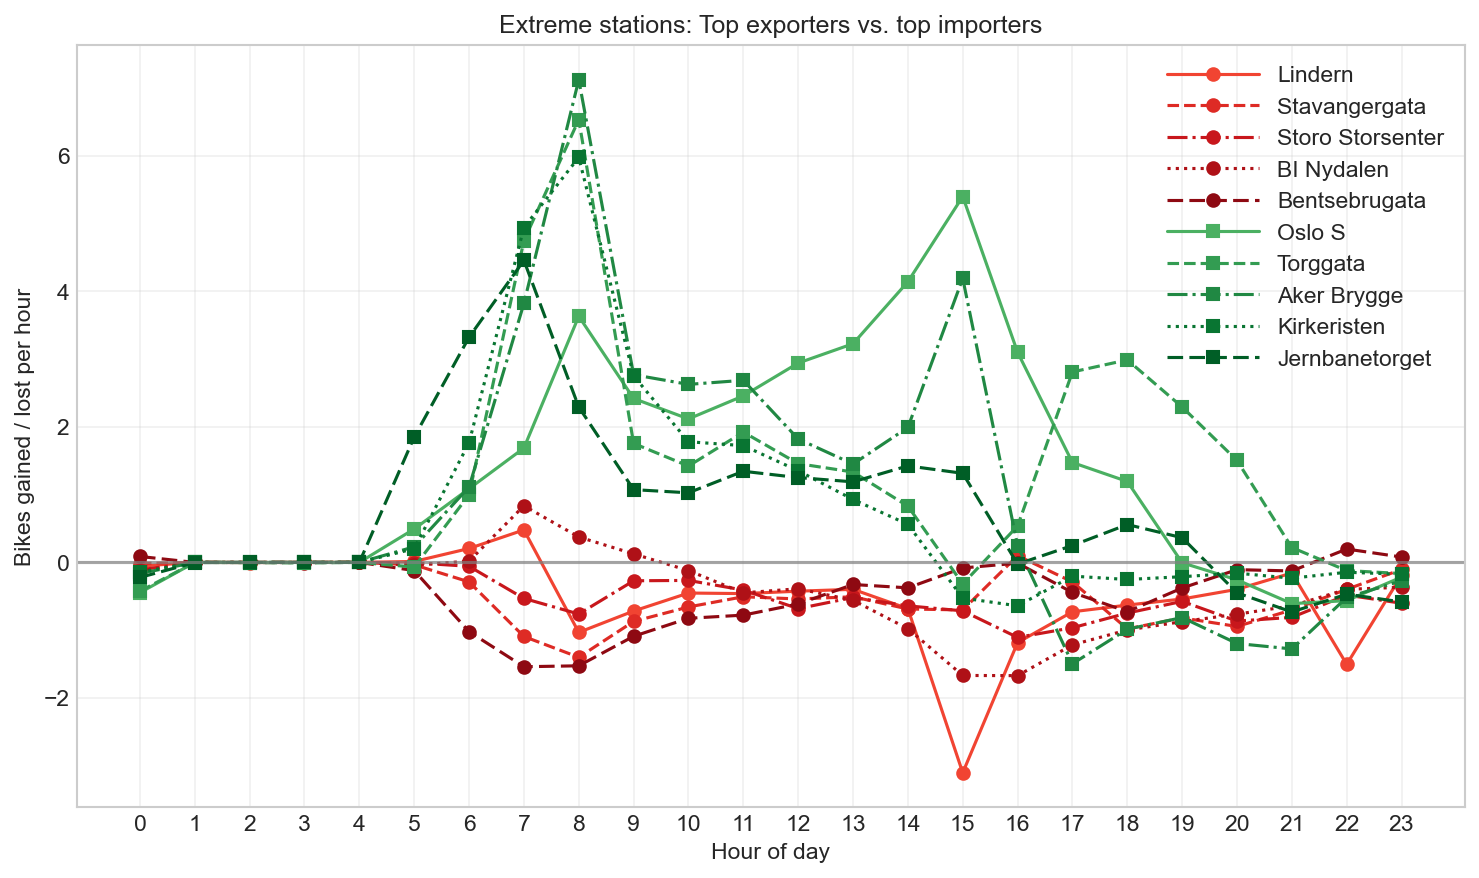 Extreme stations: Top exporters vs. top importers
Lindern
Stavangergata
Storo Storsenter
BI Nydalen
Bentsebrugata
Oslo S
Torggata
Aker Brygge
Kirkeristen
Jernbanetorget
Bikes gained / lost per hour
6
4
2
0
−2
0 1 2 3 4 5 6 7 8 9 10 11 12 13 14 15 16 17 18 19 20 21 22 23
Hour of day